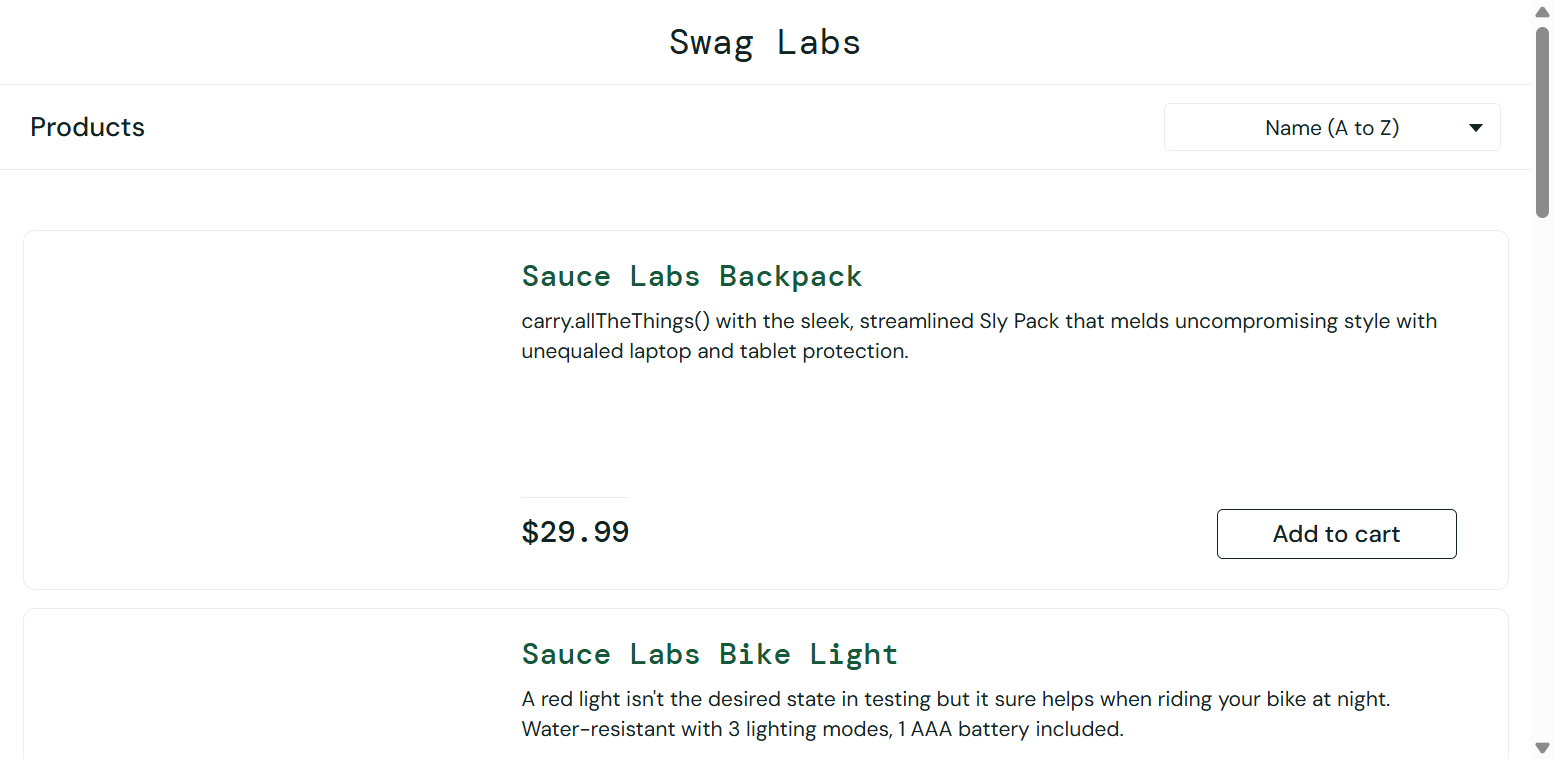 Swag Labs
Products
Name (A to Z)
Sauce Labs Backpack
carry.allTheThings() with the sleek, streamlined Sly Pack that melds uncompromising style with
unequaled laptop and tablet protection.
$29.99
Add to cart
Sauce Labs Bike Light
A red light isn't the desired state in testing but it sure helps when riding your bike at night.
Water-resistant with 3 lighting modes, 1 AAA battery included.